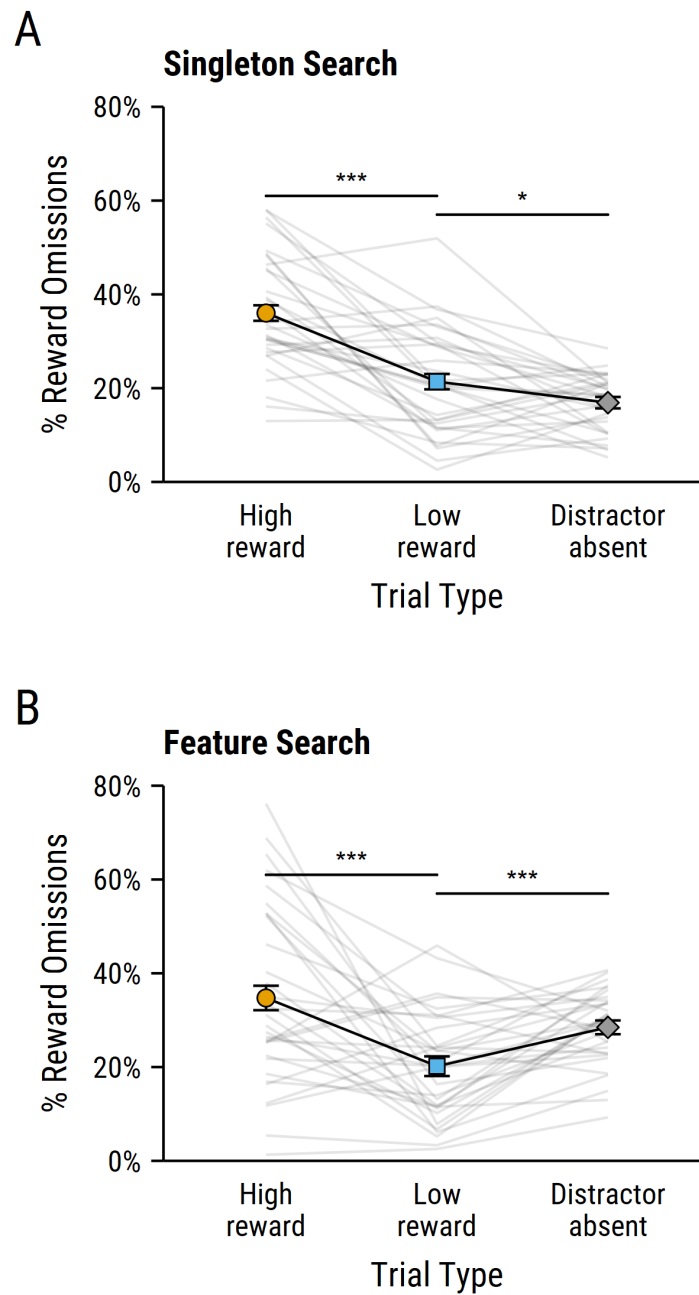 A
Singleton Search
80%
60%
40%
20%
0%
% Reward Omissions
***
*
High
reward
Low
reward
Distractor
absent
Trial Type
B
Feature Search
80%
60%
40%
20%
0%
% Reward Omissions
***
***
High
reward
Low
reward
Distractor
absent
Trial Type